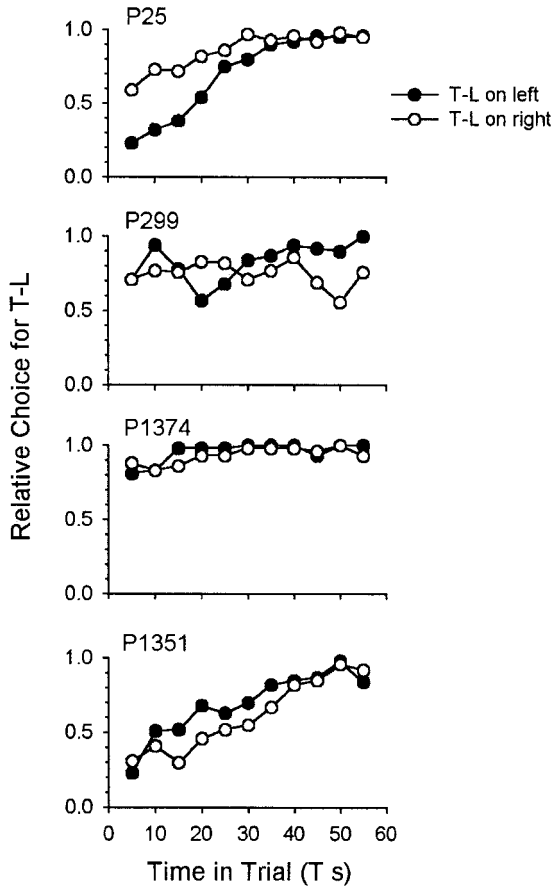 P25
1.0
0.5
0.0
T-L on left
T-L on right
P299
1.0
0.5
0.0
P1374
1.0
0.5
0.0
P1351
1.0
0.5
0.0
0 10 20 30 40 50 60
Time in Trial (T s)
Relative Choice for T-L